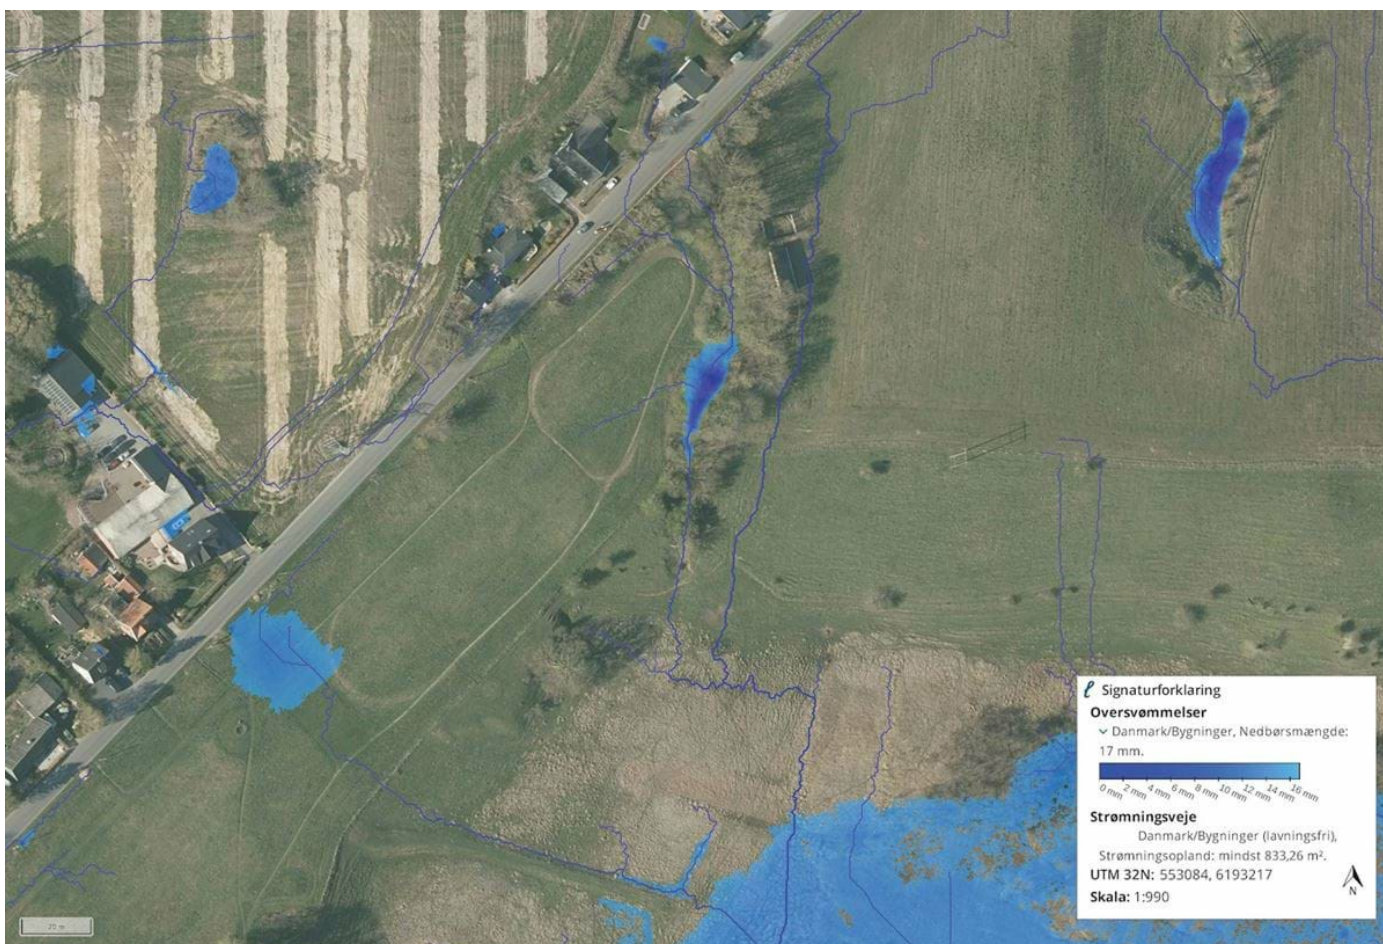 Signaturforklaring
Oversvømmelser
Danmark/Bygninger, Nedbørsmængde:
17 mm.
0 mm 2 mm 4 mm 6 mm 8 mm 10 mm 12 mm 14 mm 16 mm
Strømningsveje
Danmark/Bygninger (lavningsfri),
Strømningsopland: mindst 833,26 m².
UTM 32N: 553084, 6193217
Skala: 1:990
N
20 m